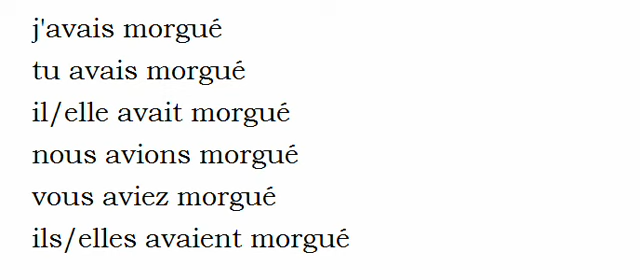 j'avais morgué
tu avais morgué
il/elle avait morgué
nous avions morgué
vous aviez morgué
ils/elles avaient morgué